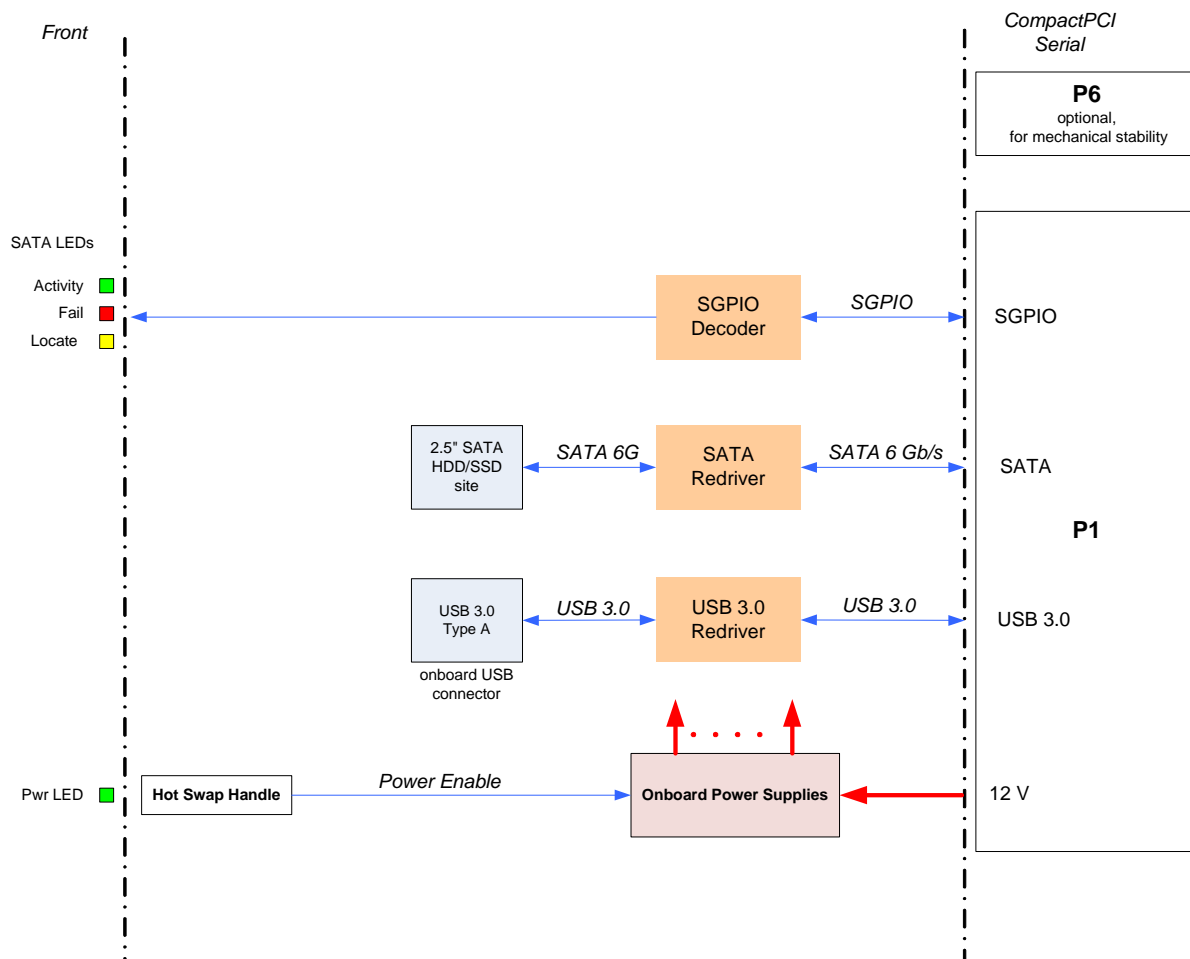 Front
CompactPCI
Serial
P6
optional,
for mechanical stability
SATA LEDs
Activity
Fail
Locate
SGPIO
Decoder
SGPIO
SGPIO
2.5" SATA
HDD/SSD
site
SATA 6G
SATA
Redriver
SATA 6 Gb/s
SATA
P1
USB 3.0
Type A
onboard USB
connector
USB 3.0
USB 3.0
Redriver
USB 3.0
USB 3.0
Pwr LED
Hot Swap Handle
Power Enable
Onboard Power Supplies
12 V